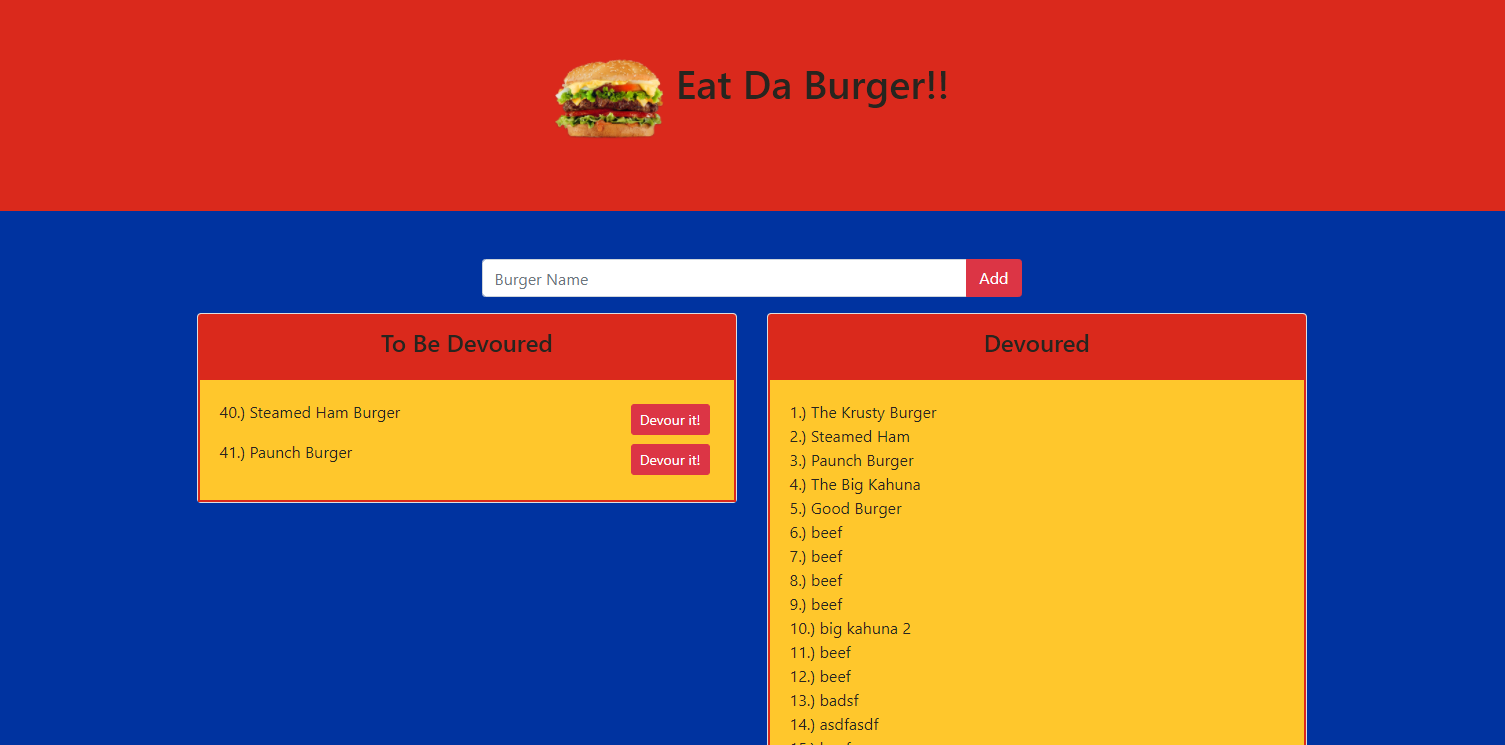 Eat Da Burger!!
Burger Name
Add
To Be Devoured
40.) Steamed Ham Burger
Devour it!
41.) Paunch Burger
Devour it!
Devoured
1.) The Krusty Burger
2.) Steamed Ham
3.) Paunch Burger
4.) The Big Kahuna
5.) Good Burger
6.) beef
7.) beef
8.) beef
9.) beef
10.) big kahuna 2
11.) beef
12.) beef
13.) badsf
14.) asdfasdf